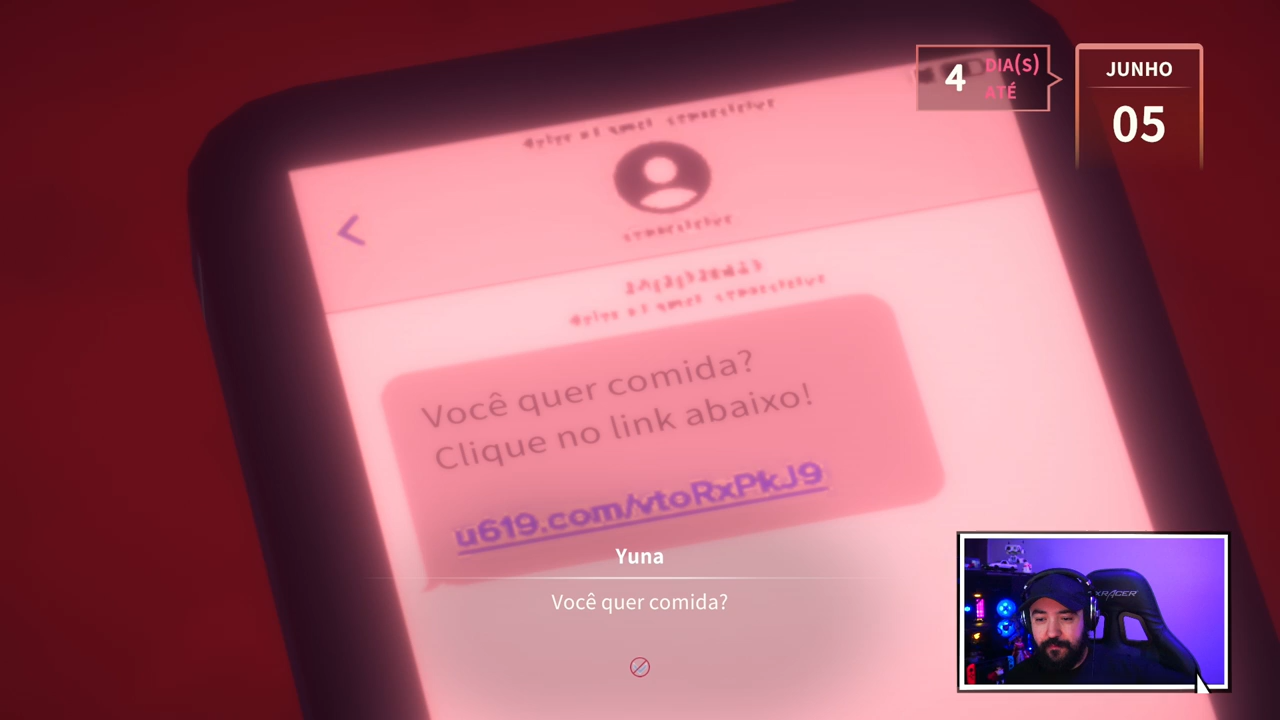 4 DIA(S)
ATÉ
JUNHO
05
Você quer comida?
Clique no link abaixo!
u619.com/vtoRxPkJ9
Yuna
Você quer comida?
XRACER